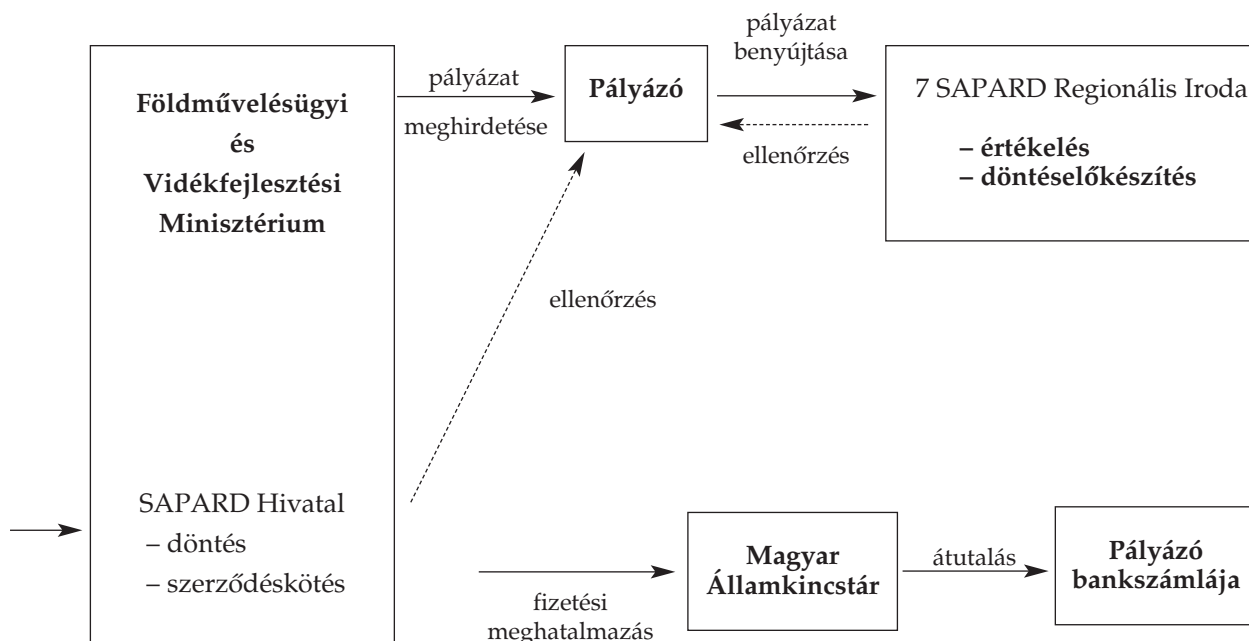 Földművelésügyi
és
Vidékfejlesztési
Minisztérium
SAPARD Hivatal
– döntés
– szerződéskötés
pályázat
meghirdetése
Pályázó
pályázat
benyújtása
ellenőrzés
7 SAPARD Regionális Iroda
– értékelés
– döntéselőkészítés
ellenőrzés
fizetési
meghatalmazás
Magyar
Államkincstár
átutalás
Pályázó
bankszámlája